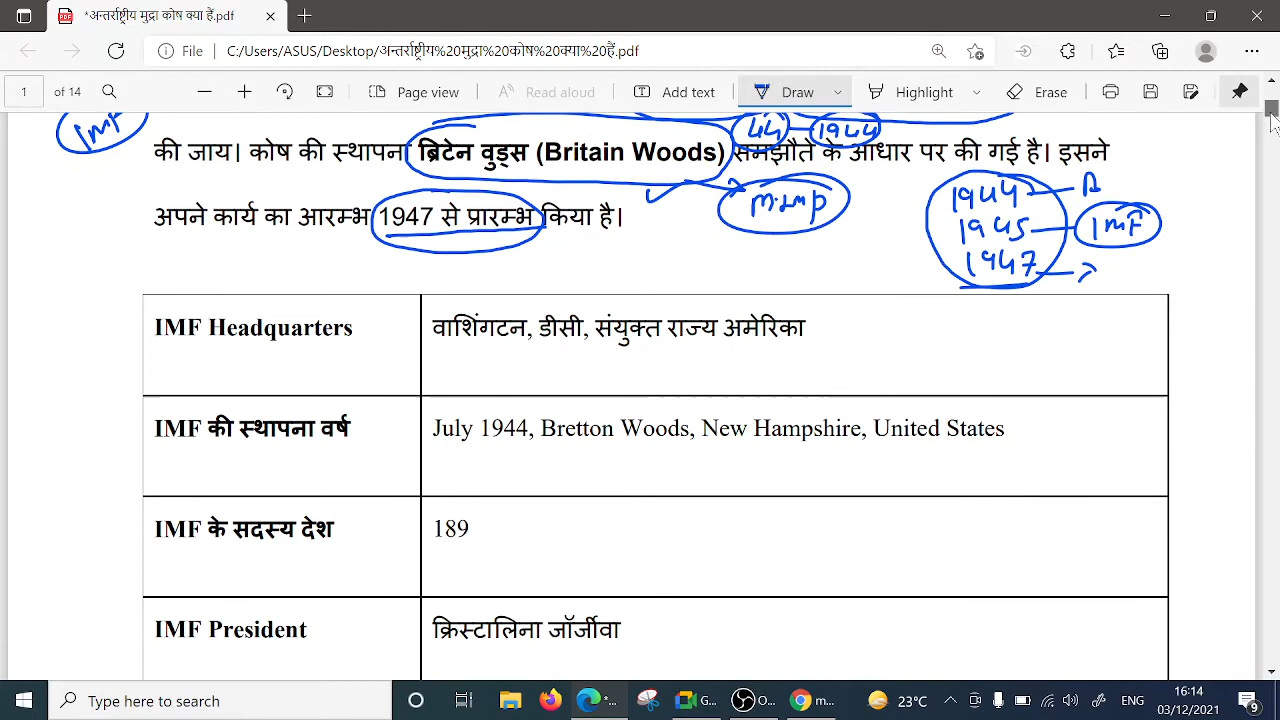 *अन्तर्राष्ट्रीय मुद्रा कोष क्या हैं.pdf
File C:/Users/ASUS/Desktop/अन्तर्राष्ट्रीय%20मुद्रा%20कोष%20क्या%20हैं.pdf
1 of 14 Page view Read aloud Add text Draw Highlight Erase
IMF 44 1944
की जाय। कोष की स्थापना ब्रिटेन वुड्स (Britain Woods) समझौते के आधार पर की गई है। इसने
अपने कार्य का आरम्भ 1947 से प्रारम्भ किया है।
M.Imp
1944
1945 IMF
1947
IMF Headquarters वाशिंगटन, डीसी, संयुक्त राज्य अमेरिका
IMF की स्थापना वर्ष July 1944, Bretton Woods, New Hampshire, United States
IMF के सदस्य देश 189
IMF President क्रिस्टालिना जॉर्जीवा
Type here to search G... O... m... 23°C ENG 16:14
03/12/2021 9